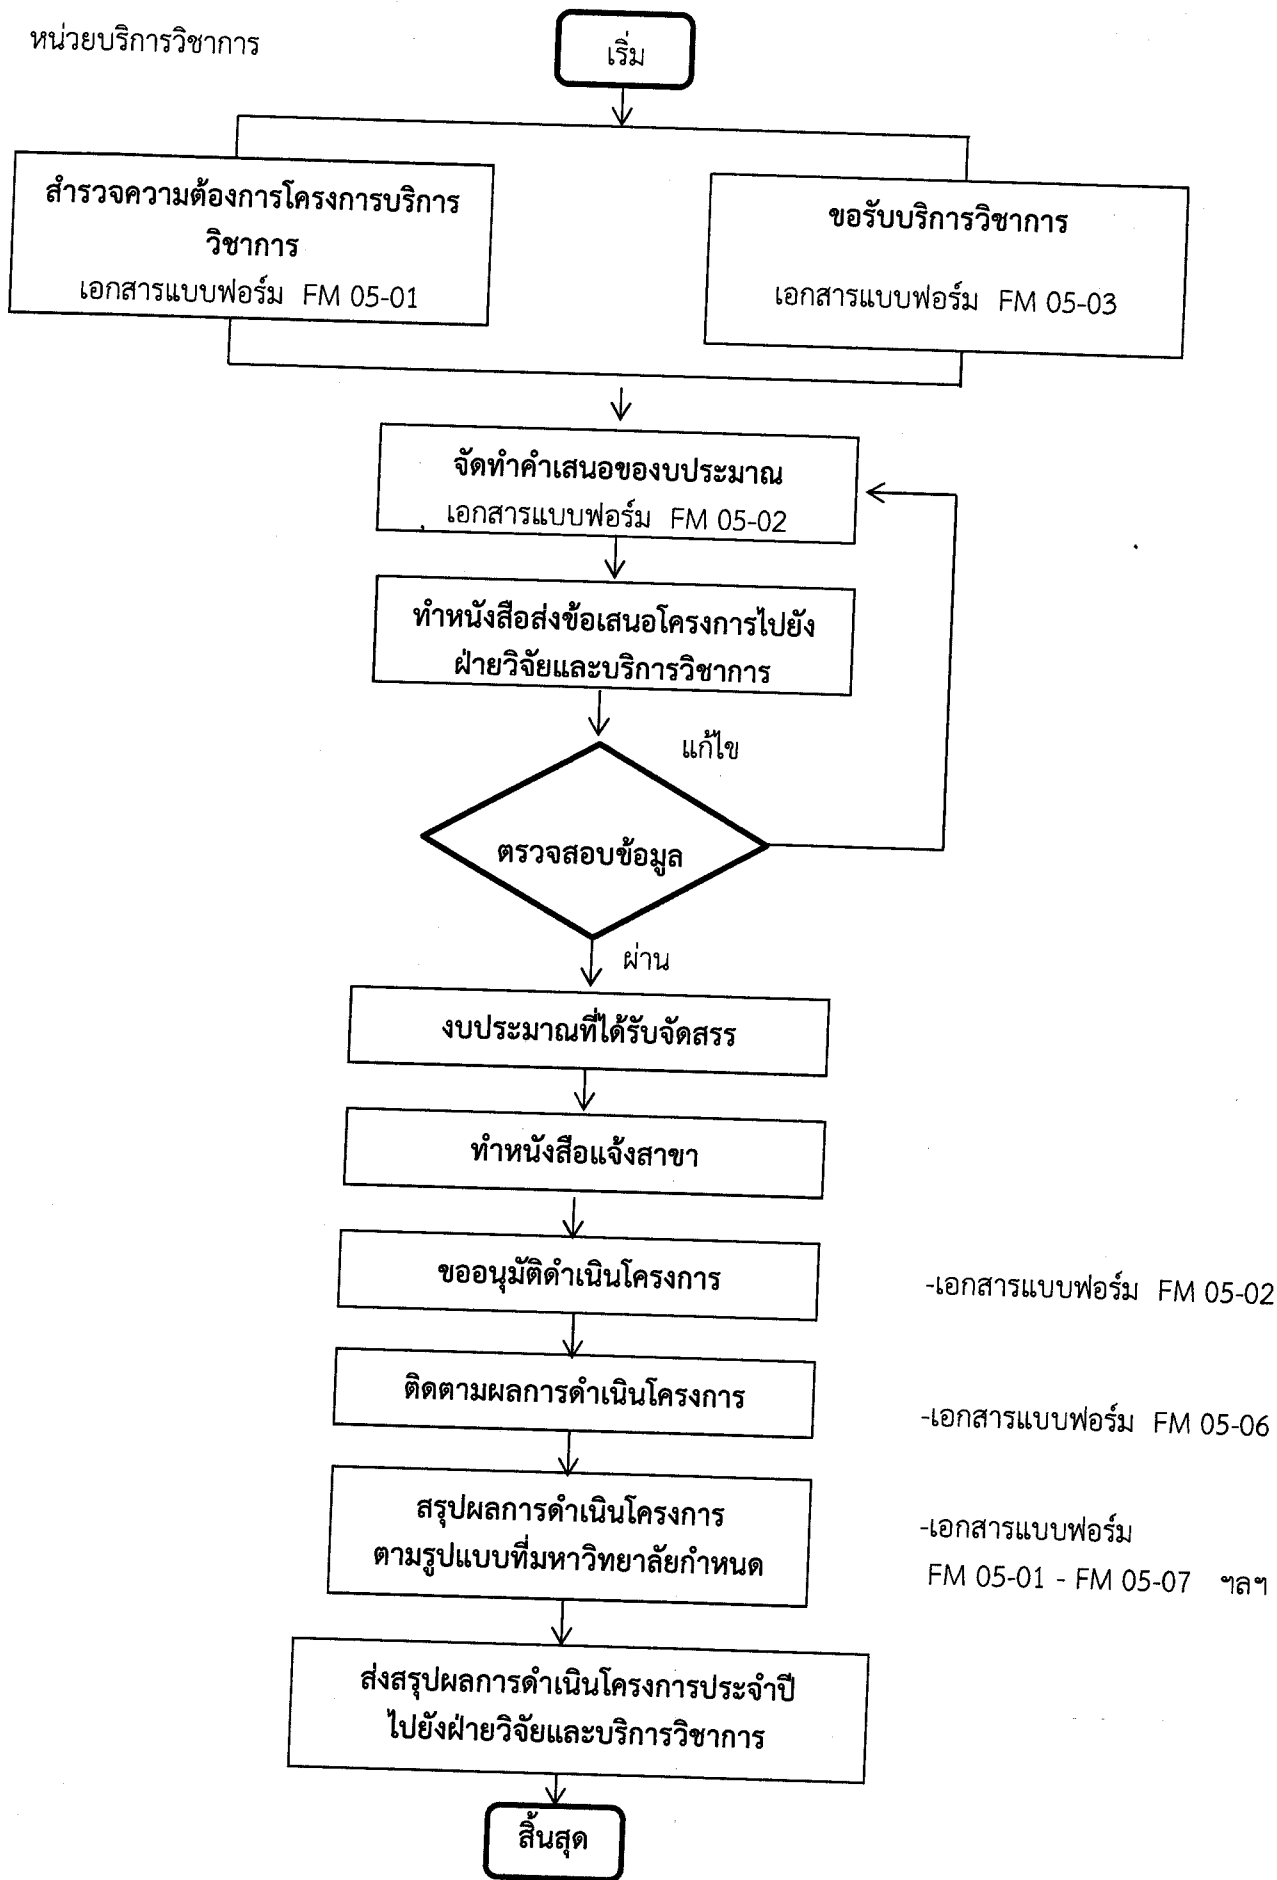 หน่วยบริการวิชาการ
เริ่ม
สำรวจความต้องการโครงการบริการ
วิชาการ
เอกสารแบบฟอร์ม FM 05-01
ขอรับบริการวิชาการ
เอกสารแบบฟอร์ม FM 05-03
จัดทำคำเสนอของบประมาณ
เอกสารแบบฟอร์ม FM 05-02
ทำหนังสือส่งข้อเสนอโครงการไปยัง
ฝ่ายวิจัยและบริการวิชาการ
แก้ไข
ตรวจสอบข้อมูล
ผ่าน
งบประมาณที่ได้รับจัดสรร
ทำหนังสือแจ้งสาขา
ขออนุมัติดำเนินโครงการ
-เอกสารแบบฟอร์ม FM 05-02
ติดตามผลการดำเนินโครงการ
-เอกสารแบบฟอร์ม FM 05-06
สรุปผลการดำเนินโครงการ
ตามรูปแบบที่มหาวิทยาลัยกำหนด
-เอกสารแบบฟอร์ม
FM 05-01 - FM 05-07 ฯลฯ
ส่งสรุปผลการดำเนินโครงการประจำปี
ไปยังฝ่ายวิจัยและบริการวิชาการ
สิ้นสุด